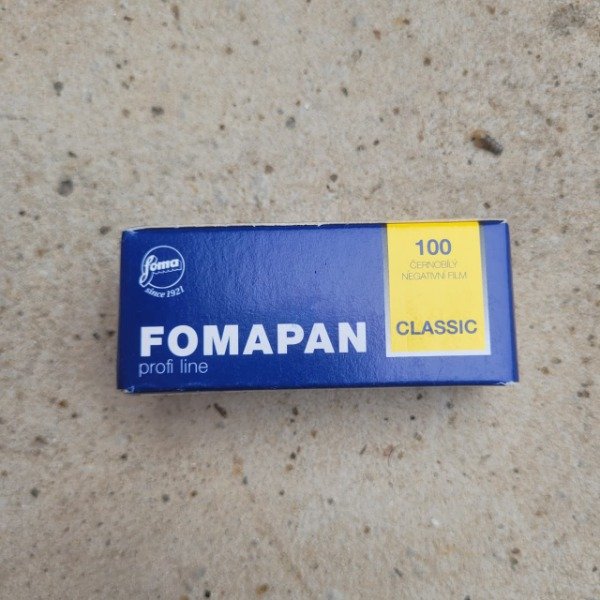 foma
since 1921
FOMAPAN
profi line
100
ČERNOBÍLÝ
NEGATIVNÍ FILM
CLASSIC